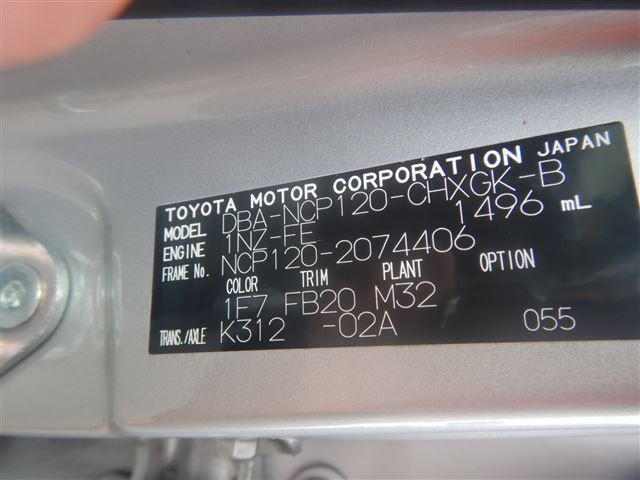 TOYOTA MOTOR CORPORATION JAPAN
MODEL DBA-NCP120-CHXGK-B
ENGINE 1NZ-FE 1496 mL
FRAME NO. NCP120-2074406
COLOR TRIM PLANT OPTION
1F7 FB20 M32
TRANS./AXLE K312 -02A 055